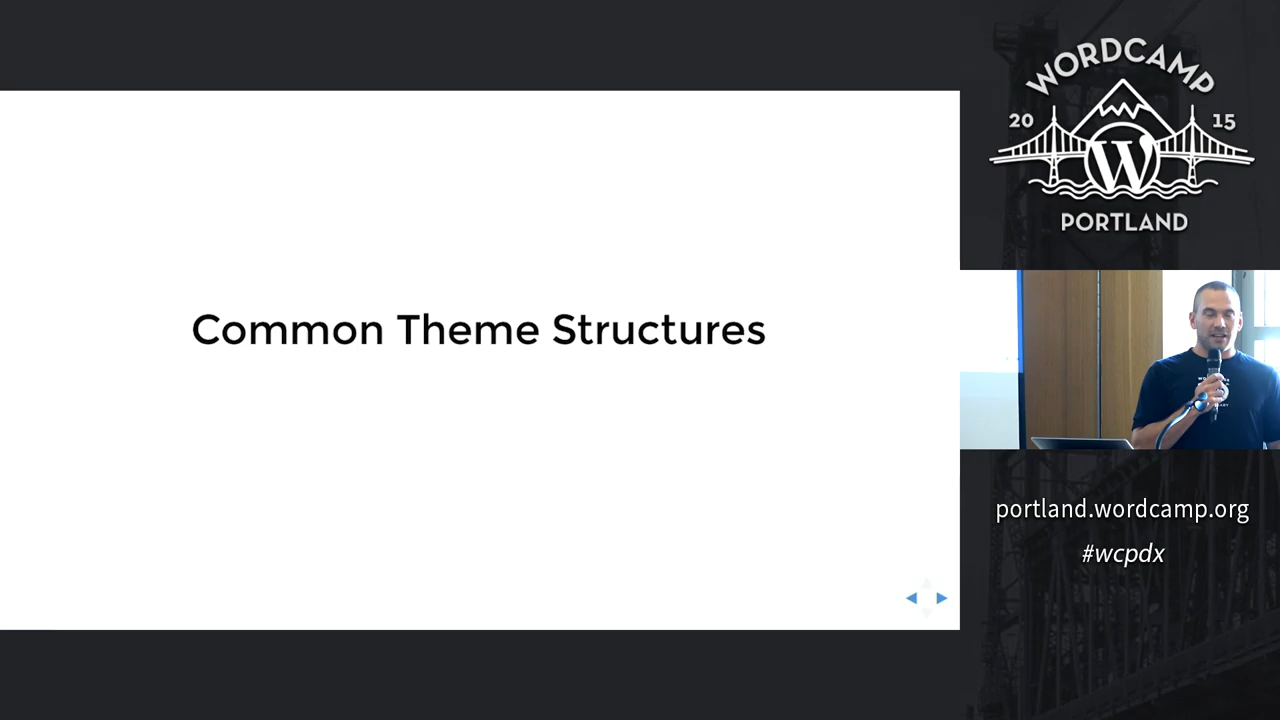 Common Theme Structures
WORDCAMP
20 15
W
PORTLAND
portland.wordcamp.org
#wcpdx